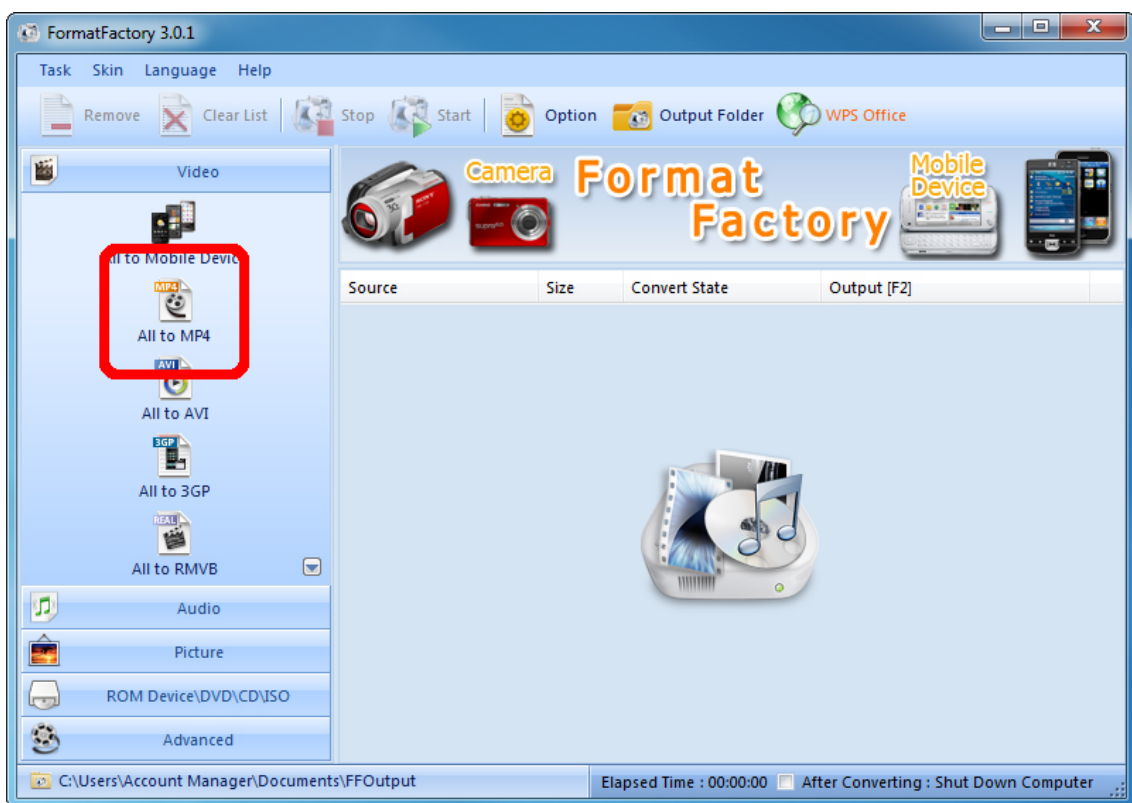 FormatFactory 3.0.1
Task Skin Language Help
Remove Clear List Stop Start Option Output Folder WPS Office
Video
Camera Format Factory Mobile Device
All to Mobile Devic
Source Size Convert State Output [F2]
MP4
All to MP4
AVI
All to AVI
3GP
All to 3GP
REAL
All to RMVB
Audio
Picture
ROM Device\DVD\CD\ISO
Advanced
C:\Users\Account Manager\Documents\FFOutput Elapsed Time : 00:00:00 After Converting : Shut Down Computer